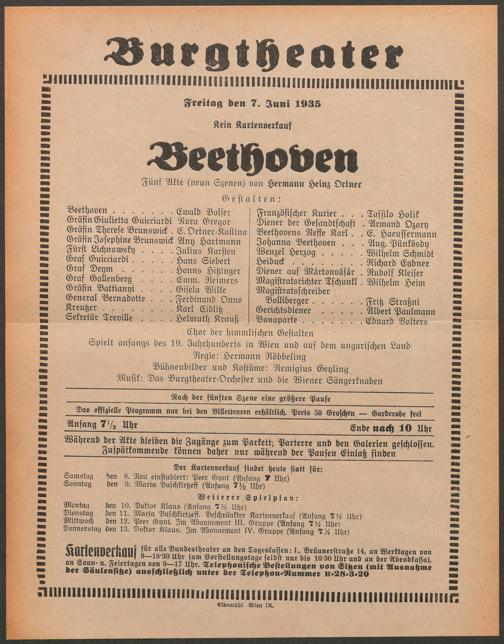 Burgtheater
Freitag den 7. Juni 1935
Kein Kartenverkauf
Beethoven
Fünf Akte (neun Szenen) von Hermann Heinz Ortner
Gestalten:
Beethoven . . . . . . . Ewald Balser
Gräfin Giulietta Guicciardi Nora Gregor
Gräfin Therese Brunswick . E. Ortner-Kallina
Gräfin Josephine Brunswick Any Hartmann
Fürst Lichnowsky . . . . Julius Karsten
Graf Guicciardi . . . . . Hans Siebert
Graf Deym . . . . . . Hanns Hitzinger
Graf Gallenberg . . . . Emm. Reimers
Gräfin Battianyi . . . . Gisela Wilke
General Bernadotte . . . Ferdinand Onno
Kreutzer . . . . . . . Karl Eidlitz
Sekretär Treville . . . . Helmuth Krauß
Französischer Kurier . . . Tassilo Holik
Diener der Gesandtschaft . Armand Ozory
Beethovens Neffe Karl . . E. Haeussermann
Johanna Beethoven . . . Aug. Pünkösdy
Wenzel Herzog . . . . Wilhelm Schmidt
Heiduck . . . . . . . Richard Eybner
Diener auf Mártonvásár . Rudolf Kleiser
Magistratsrichter Tschunkl . Wilhelm Heim
Magistratsschreiber
Bolliberger . . . . . Fritz Straßni
Gerichtsdiener . . . . Albert Paulmann
Bonaparte . . . . . . Eduard Volters
Chor der himmlischen Gestalten
Spielt anfangs des 19. Jahrhunderts in Wien und auf dem ungarischen Land
Regie: Hermann Röbbeling
Bühnenbilder und Kostüme: Remigius Geyling
Musik: Das Burgtheater-Orchester und die Wiener Sängerknaben
Nach der fünften Szene eine größere Pause
Das offizielle Programm nur bei den Billetteuren erhältlich. Preis 50 Groschen — Garderobe frei
Anfang 7½ Uhr Ende nach 10 Uhr
Während der Akte bleiben die Zugänge zum Parkett, Parterre und den Galerien geschlossen.
Zuspätkommende können daher nur während der Pausen Einlaß finden
Der Kartenverkauf findet heute statt für:
Samstag den 8. Neu einstudiert: Peer Gynt (Anfang 7 Uhr)
Sonntag den 9. Maria Baschkirtzeff (Anfang 7½ Uhr)
Weiterer Spielplan:
Montag den 10. Doktor Klaus (Anfang 7½ Uhr)
Dienstag den 11. Maria Baschkirtzeff. Beschränkter Kartenverkauf (Anfang 7½ Uhr)
Mittwoch den 12. Peer Gynt. Im Abonnement III. Gruppe (Anfang 7 Uhr)
Donnerstag den 13. Doktor Klaus. Im Abonnement IV. Gruppe (Anfang 7½ Uhr)
Kartenverkauf für alle Bundestheater an den Tageskassen: I., Bräunerstraße 14, an Werktagen von
9—18·30 Uhr (am Vorstellungstage selbst nur bis 16·30 Uhr und an der Abendkassa),
an Sonn- u. Feiertagen von 9—17 Uhr. Telephonische Bestellungen von Sitzen (mit Ausnahme
der Säulensitze) ausschließlich unter der Telephon-Nummer R-28-3-20
Elbemühl Wien IX.